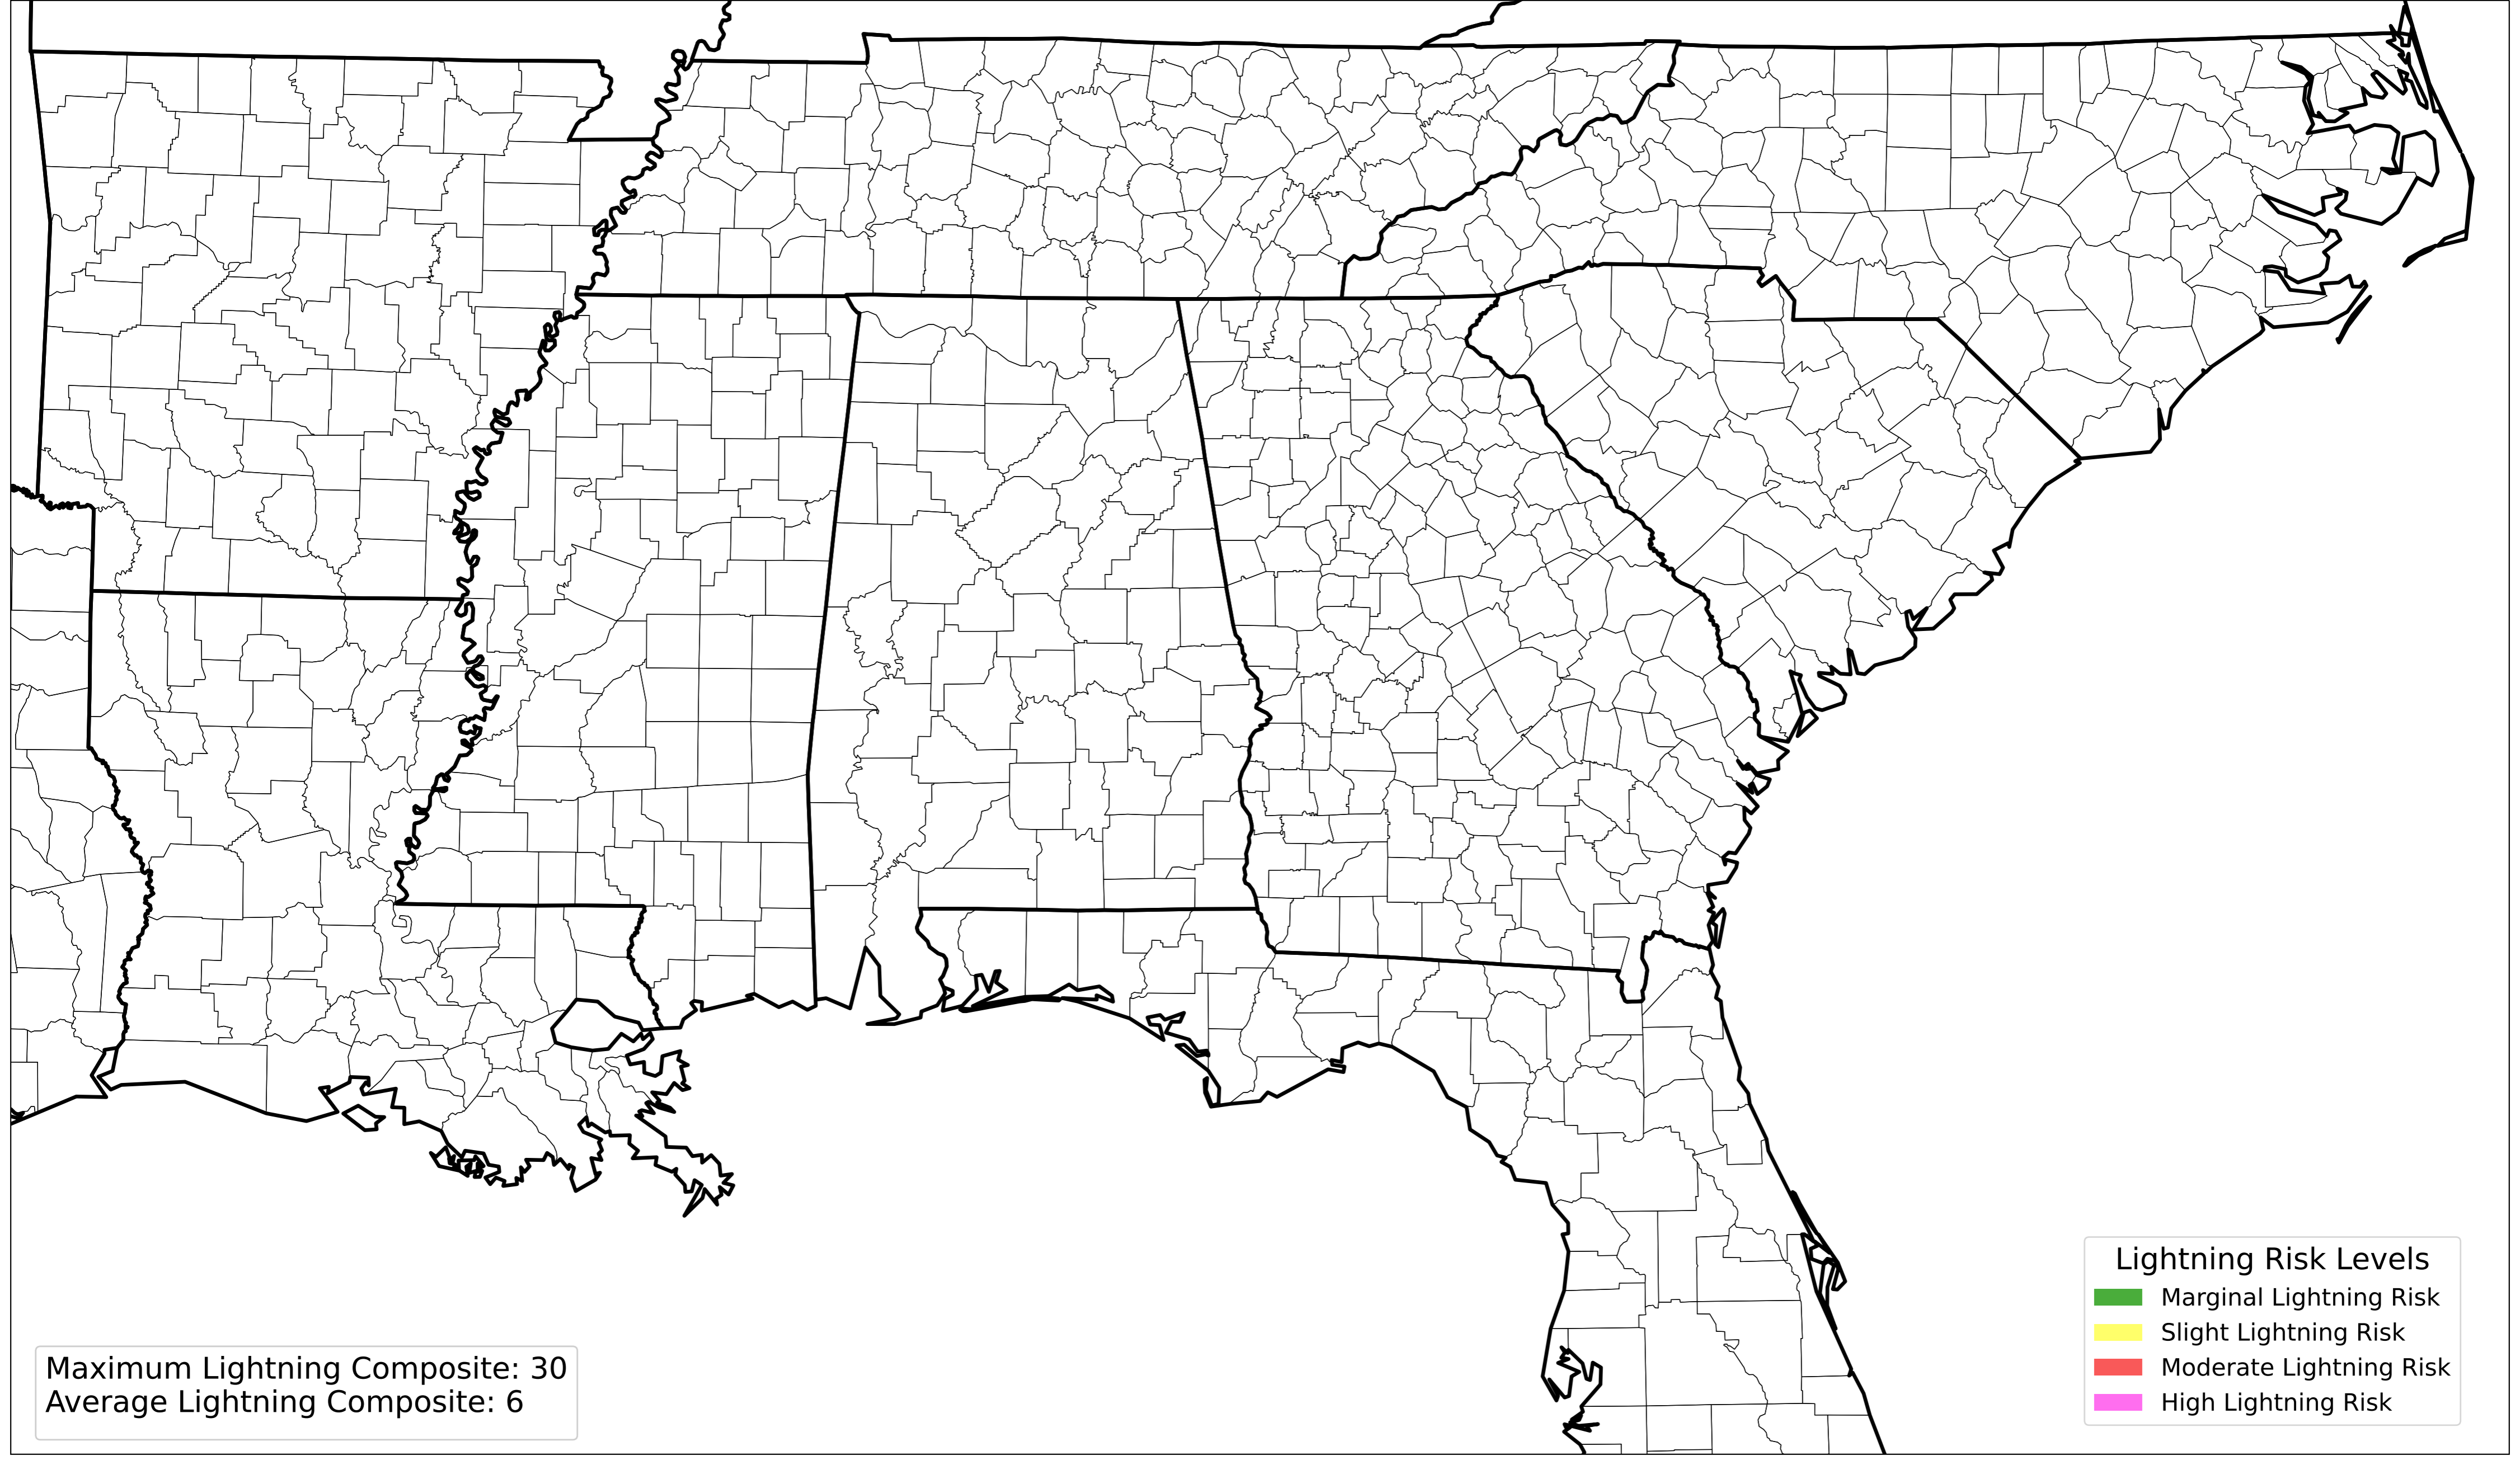 Lightning Risk Levels
Marginal Lightning Risk
Slight Lightning Risk
Moderate Lightning Risk
High Lightning Risk
Maximum Lightning Composite: 30
Average Lightning Composite: 6